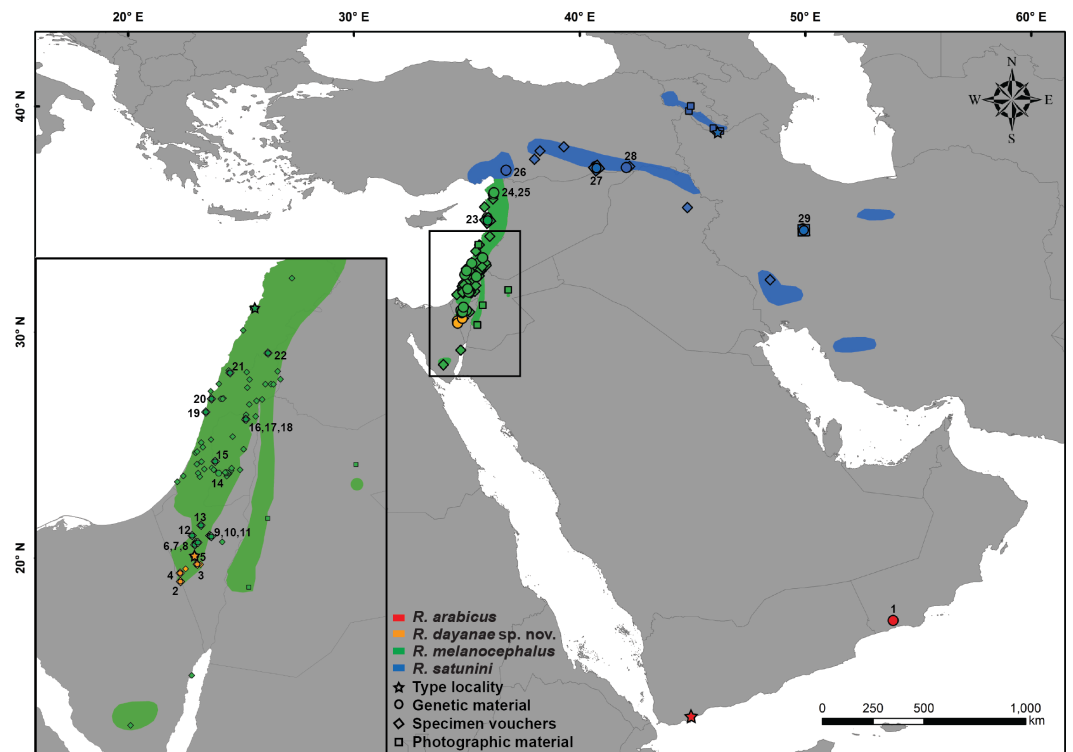 20° E 30° E 40° E 50° E 60° E
40° N
30° N
20° N
N
W E
S
28
27
26
24,25
23
29
1
22
21
20
19
16,17,18
15
14
13
12
9,10,11
6,7,8
5
4
3
2
R. arabicus
R. dayanae sp. nov.
R. melanocephalus
R. satunini
Type locality
Genetic material
Specimen vouchers
Photographic material
0 250 500 1,000
km